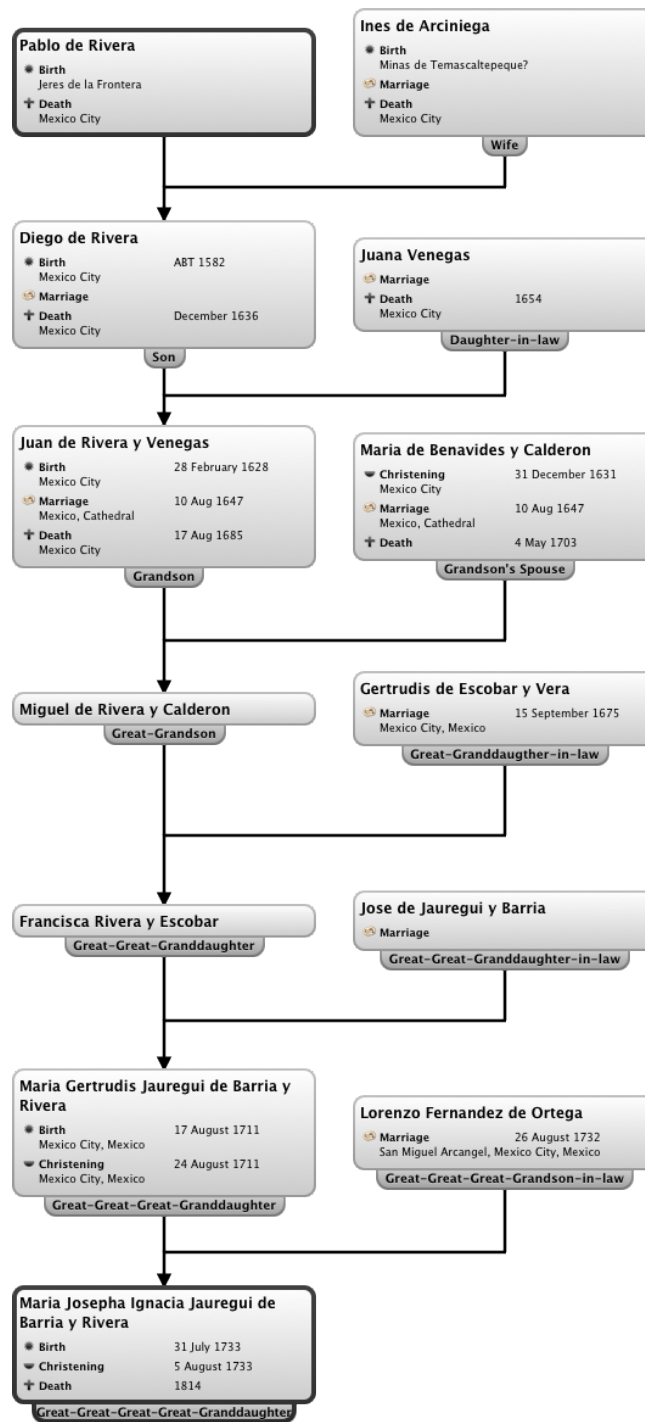 Pablo de Rivera
Birth
Jeres de la Frontera
Death
Mexico City
Ines de Arciniega
Birth
Minas de Temascaltepeque?
Marriage
Death
Mexico City
Wife
Diego de Rivera
Birth ABT 1582
Mexico City
Marriage
Death December 1636
Mexico City
Son
Juana Venegas
Marriage
Death 1654
Mexico City
Daughter-in-law
Juan de Rivera y Venegas
Birth 28 February 1628
Mexico City
Marriage 10 Aug 1647
Mexico, Cathedral
Death 17 Aug 1685
Mexico City
Grandson
Maria de Benavides y Calderon
Christening 31 December 1631
Mexico City
Marriage 10 Aug 1647
Mexico, Cathedral
Death 4 May 1703
Grandson's Spouse
Miguel de Rivera y Calderon
Great-Grandson
Gertrudis de Escobar y Vera
Marriage 15 September 1675
Mexico City, Mexico
Great-Granddaugther-in-law
Francisca Rivera y Escobar
Great-Great-Granddaughter
Jose de Jauregui y Barria
Marriage
Great-Great-Granddaughter-in-law
Maria Gertrudis Jauregui de Barria y
Rivera
Birth 17 August 1711
Mexico City, Mexico
Christening 24 August 1711
Mexico City, Mexico
Great-Great-Great-Granddaughter
Lorenzo Fernandez de Ortega
Marriage 26 August 1732
San Miguel Arcangel, Mexico City, Mexico
Great-Great-Great-Grandson-in-law
Maria Josepha Ignacia Jauregui de
Barria y Rivera
Birth 31 July 1733
Christening 5 August 1733
Death 1814
Great-Great-Great-Great-Granddaughter